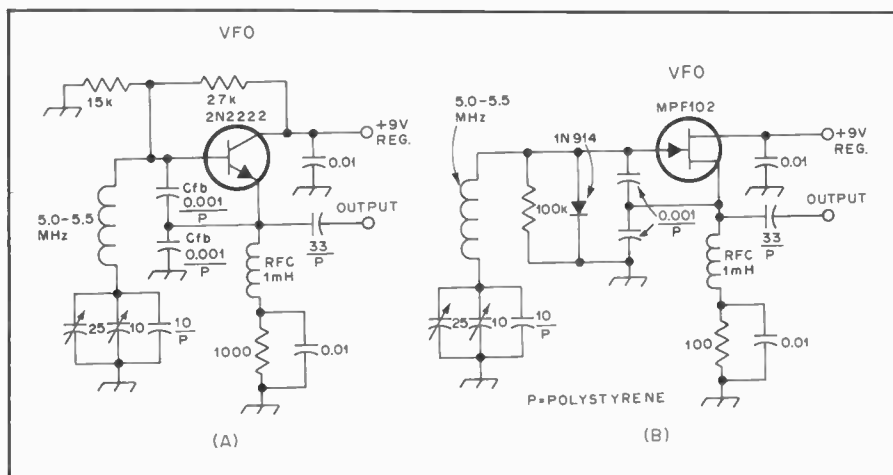 VFO
15k
27k
2N2222
+9V
REG.
0.01
5.0-5.5
MHz
Cfb
0.001
P
Cfb
0.001
P
33
P
OUTPUT
RFC
1mH
25
10
10
P
1000
0.01
(A)
VFO
MPF102
5.0-5.5
MHz
1N914
+9V
REG.
0.01
100k
0.001
P
33
P
OUTPUT
RFC
1mH
25
10
10
P
100
0.01
P=POLYSTYRENE
(B)